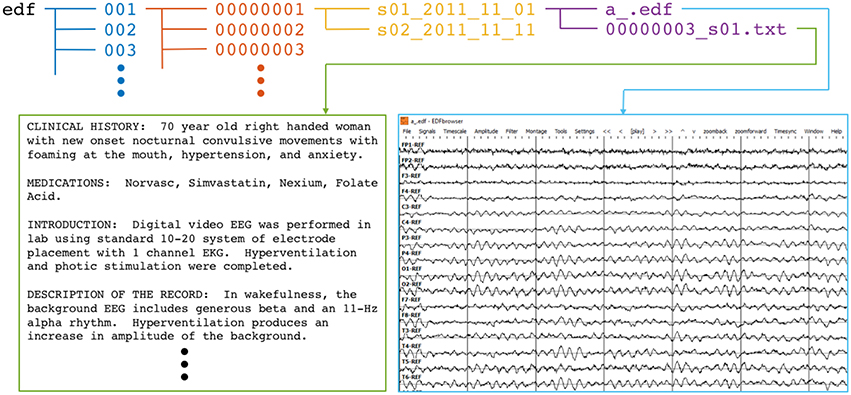 edf 001 00000001 s01_2011_11_01 a_.edf
002 00000002 s02_2011_11_11 00000003_s01.txt
003 00000003
CLINICAL HISTORY: 70 year old right handed woman
with new onset nocturnal convulsive movements with
foaming at the mouth, hypertension, and anxiety.
MEDICATIONS: Norvasc, Simvastatin, Nexium, Folate
Acid.
INTRODUCTION: Digital video EEG was performed in
lab using standard 10-20 system of electrode
placement with 1 channel EKG. Hyperventilation
and photic stimulation were completed.
DESCRIPTION OF THE RECORD: In wakefulness, the
background EEG includes generous beta and an 11-Hz
alpha rhythm. Hyperventilation produces an
increase in amplitude of the background.
a_.edf - EDFbrowser
File Signals Timescale Amplitude Filter Montage Tools Settings << < [play] > >> ^ v zoomback zoomforward Timesync Window Help
FP1-REF
FP2-REF
F3-REF
F4-REF
C3-REF
C4-REF
P3-REF
P4-REF
O1-REF
O2-REF
F7-REF
F8-REF
T3-REF
T4-REF
T5-REF
T6-REF